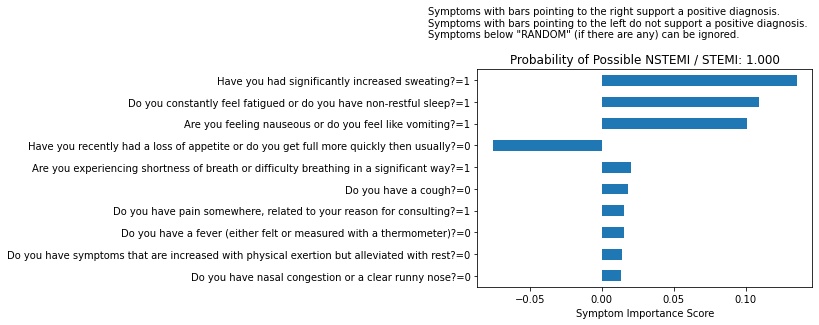 Symptoms with bars pointing to the right support a positive diagnosis.
Symptoms with bars pointing to the left do not support a positive diagnosis.
Symptoms below "RANDOM" (if there are any) can be ignored.
Probability of Possible NSTEMI / STEMI: 1.000
Have you had significantly increased sweating?=1
Do you constantly feel fatigued or do you have non-restful sleep?=1
Are you feeling nauseous or do you feel like vomiting?=1
Have you recently had a loss of appetite or do you get full more quickly then usually?=0
Are you experiencing shortness of breath or difficulty breathing in a significant way?=1
Do you have a cough?=0
Do you have pain somewhere, related to your reason for consulting?=1
Do you have a fever (either felt or measured with a thermometer)?=0
Do you have symptoms that are increased with physical exertion but alleviated with rest?=0
Do you have nasal congestion or a clear runny nose?=0
−0.05 0.00 0.05 0.10
Symptom Importance Score